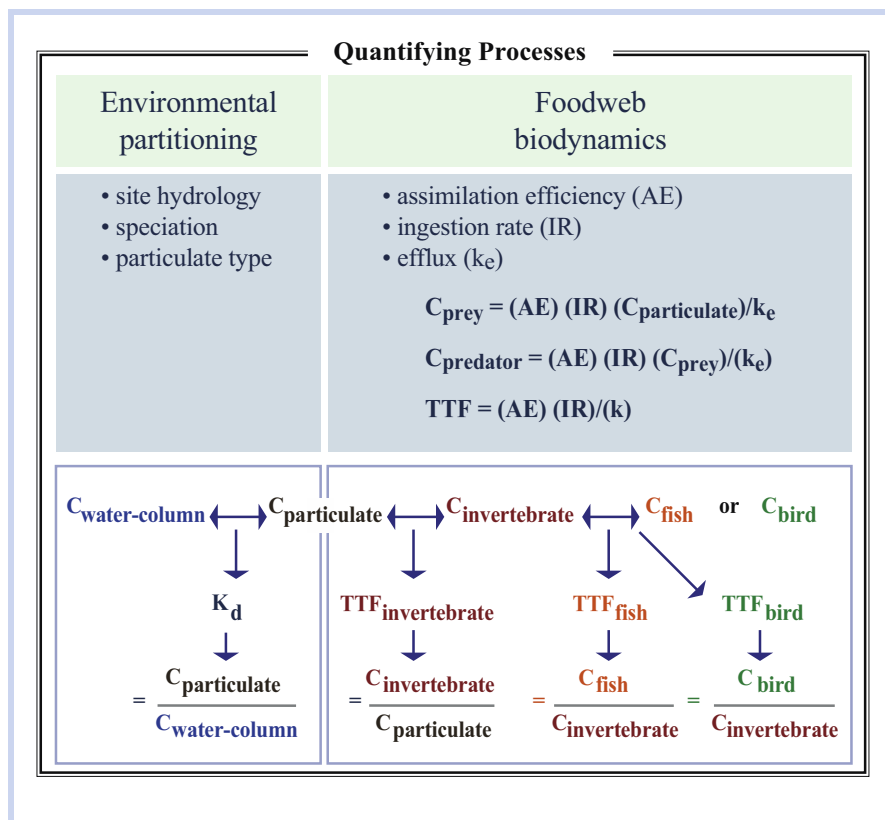 Quantifying Processes
Environmental
partitioning
Foodweb
biodynamics
• site hydrology
• speciation
• particulate type
• assimilation efficiency (AE)
• ingestion rate (IR)
• efflux (ke)
Cprey = (AE) (IR) (Cparticulate)/ke
Cpredator = (AE) (IR) (Cprey)/(ke)
TTF = (AE) (IR)/(k)
Cwater-column Cparticulate Cinvertebrate Cfish or Cbird
Kd TTFinvertebrate TTFfish TTFbird
= Cparticulate = Cinvertebrate = Cfish = Cbird
Cwater-column Cparticulate Cinvertebrate Cinvertebrate